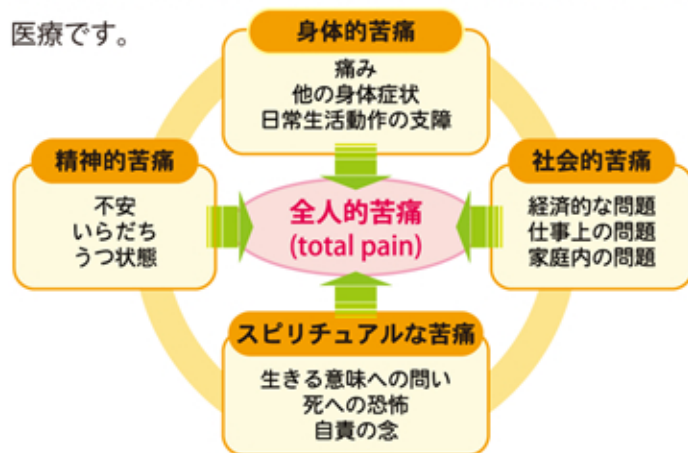 医療です。
身体的苦痛
痛み
他の身体症状
日常生活動作の支障
精神的苦痛
不安
いらだち
うつ状態
全人的苦痛
(total pain)
社会的苦痛
経済的な問題
仕事上の問題
家庭内の問題
スピリチュアルな苦痛
生きる意味への問い
死への恐怖
自責の念